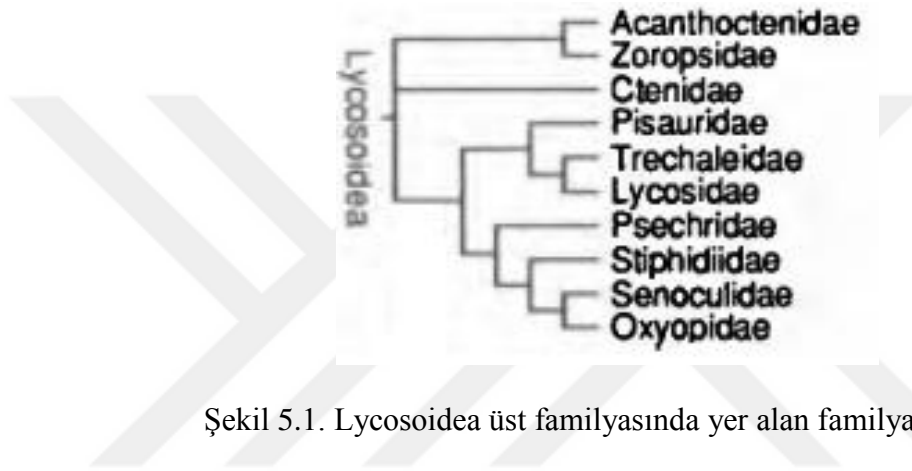 Lycosoidea
Acanthoctenidae
Zoropsidae
Ctenidae
Pisauridae
Trechaleidae
Lycosidae
Psechridae
Stiphidiidae
Senoculidae
Oxyopidae
Şekil 5.1. Lycosoidea üst familyasında yer alan familya